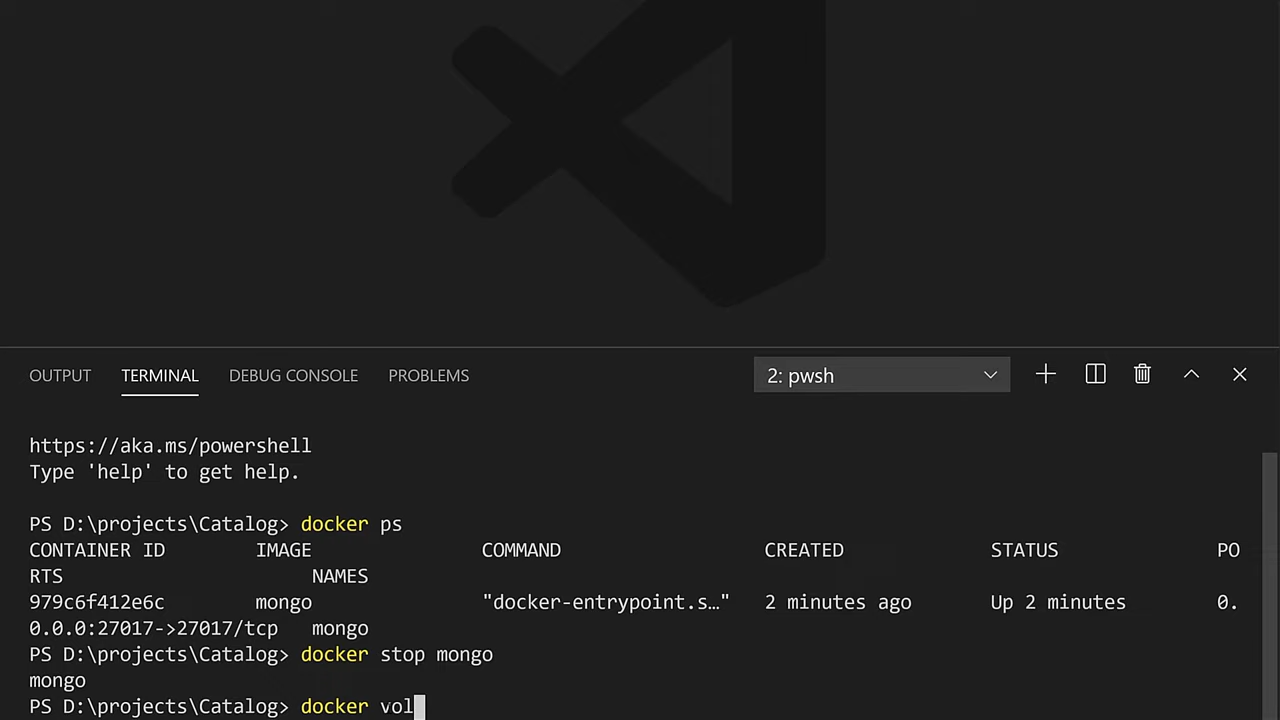 OUTPUT TERMINAL DEBUG CONSOLE PROBLEMS 2: pwsh
https://aka.ms/powershell
Type 'help' to get help.
PS D:\projects\Catalog> docker ps
CONTAINER ID IMAGE COMMAND CREATED STATUS PO
RTS NAMES
979c6f412e6c mongo "docker-entrypoint.s…" 2 minutes ago Up 2 minutes 0.
0.0.0:27017->27017/tcp mongo
PS D:\projects\Catalog> docker stop mongo
mongo
PS D:\projects\Catalog> docker vol